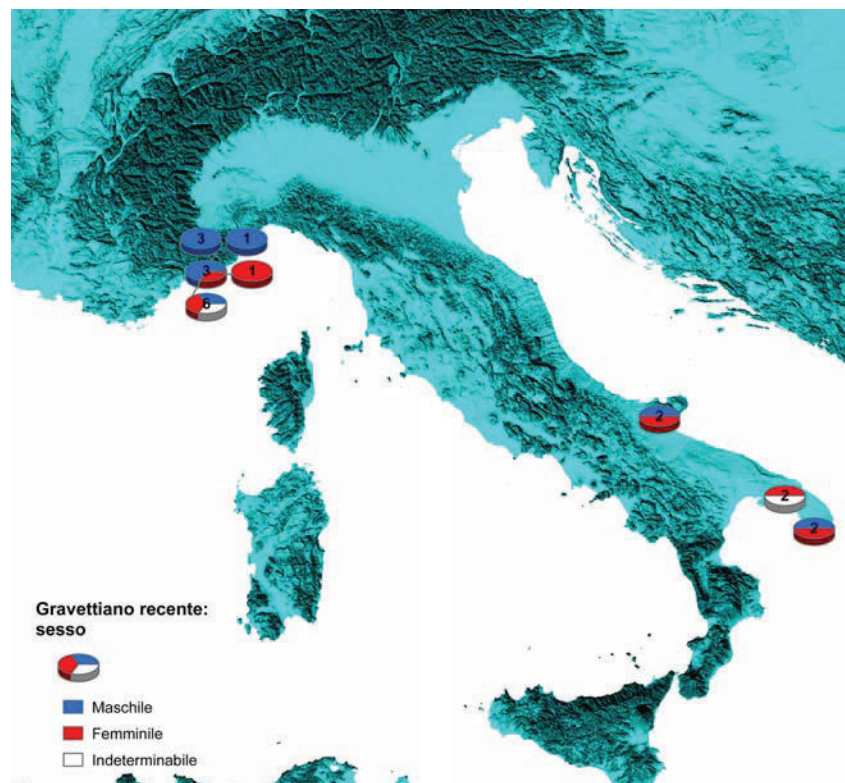 3
1
3
1
6
2
2
2
Gravettiano recente:
sesso
Maschile
Femminile
Indeterminabile